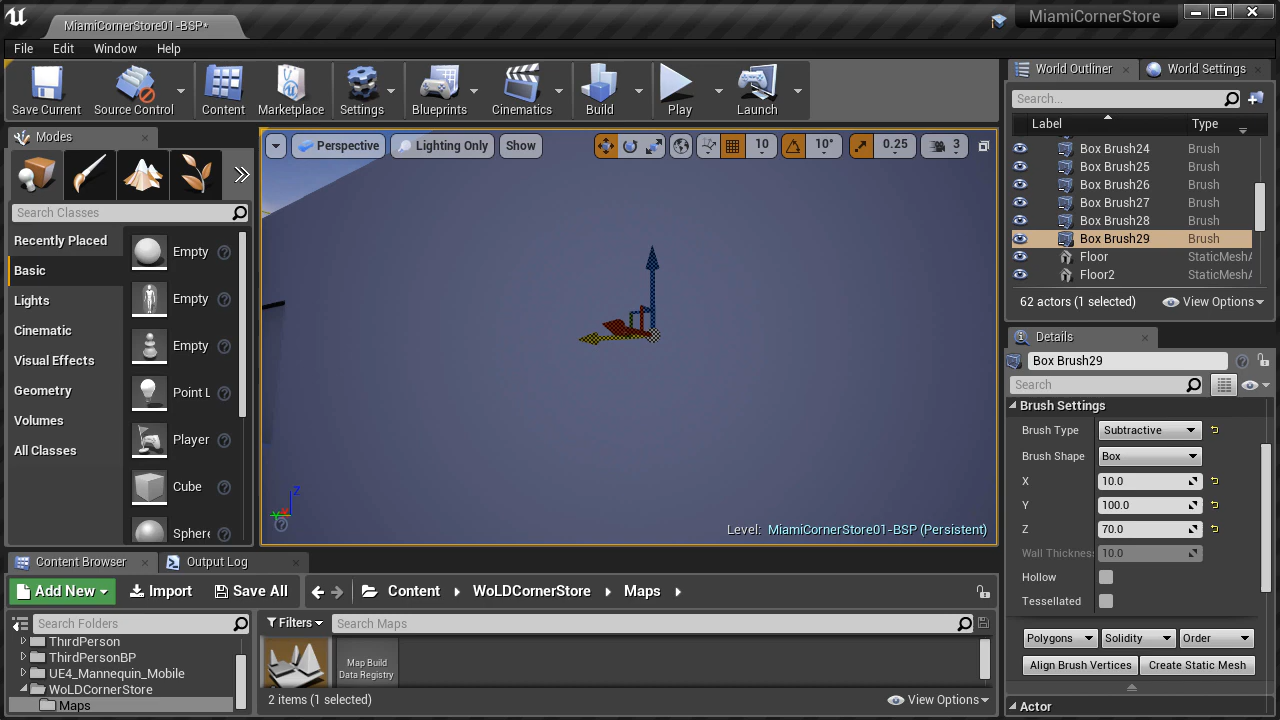 MiamiCornerStore01-BSP*
MiamiCornerStore
File Edit Window Help
Save Current Source Control Content Marketplace Settings Blueprints Cinematics Build Play Launch
Modes
Search Classes
Recently Placed
Basic
Lights
Cinematic
Visual Effects
Geometry
Volumes
All Classes
Empty
Empty
Empty
Point L
Player
Cube
Sphere
Perspective Lighting Only Show 10 10° 0.25 3
Z
Y
X
Level: MiamiCornerStore01-BSP (Persistent)
World Outliner World Settings
Search...
Label Type
Box Brush24 Brush
Box Brush25 Brush
Box Brush26 Brush
Box Brush27 Brush
Box Brush28 Brush
Box Brush29 Brush
Floor StaticMeshA
Floor2 StaticMeshA
62 actors (1 selected) View Options
Details
Box Brush29
Search
Brush Settings
Brush Type Subtractive
Brush Shape Box
X 10.0
Y 100.0
Z 70.0
Wall Thickness 10.0
Hollow
Tessellated
Polygons Solidity Order
Align Brush Vertices Create Static Mesh
Actor
Content Browser Output Log
Add New Import Save All Content WoLDCornerStore Maps
Search Folders
ThirdPerson
ThirdPersonBP
UE4_Mannequin_Mobile
WoLDCornerStore
Maps
Filters Search Maps
Map Build
Data Registry
2 items (1 selected) View Options